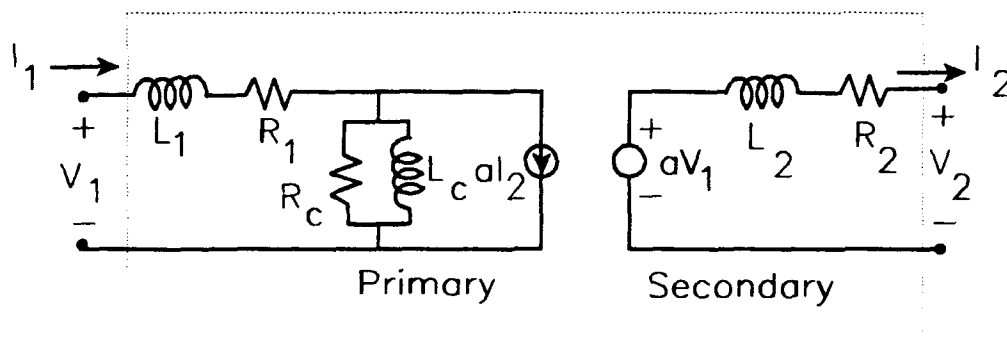 I1
L1
R1
Rc
Lc
aI2
+
V1
−
+
aV1
−
L2
R2
I2
+
V2
−
Primary
Secondary